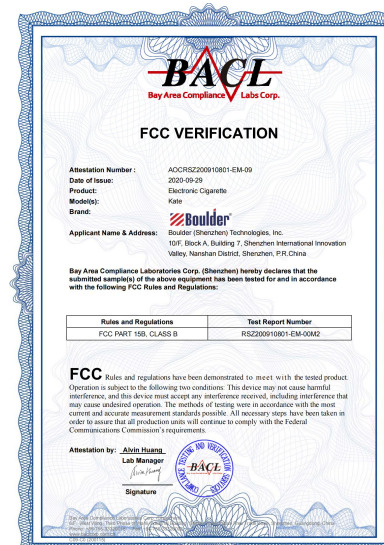 BACL
Bay Area Compliance Labs Corp.
FCC VERIFICATION
Attestation Number : AOCRSZ200910801-EM-09
Date of Issue: 2020-09-29
Product: Electronic Cigarette
Model(s): Kate
Brand:
Boulder
Applicant Name & Address: Boulder (Shenzhen) Technologies, Inc.
10/F, Block A, Building 7, Shenzhen International Innovation
Valley, Nanshan District, Shenzhen, P.R.China
Bay Area Compliance Laboratories Corp. (Shenzhen) hereby declares that the
submitted sample(s) of the above equipment has been tested for and in accordance
with the following FCC Rules and Regulations:
Rules and Regulations Test Report Number
FCC PART 15B, CLASS B RSZ200910801-EM-00M2
FCC Rules and regulations have been demonstrated to meet with the tested product.
Operation is subject to the following two conditions: This device may not cause harmful
interference, and this device must accept any interference received, including interference that
may cause undesired operation. The methods of testing were in accordance with the most
current and accurate measurement standards possible. All necessary steps have been taken in
order to assure that all production units will continue to comply with the Federal
Communications Commission's requirements.
Attestation by: Alvin Huang
Lab Manager
Alvin Huang
Signature
COMPLIANCE TESTING AND VERIFICATION SERVICES
BACL